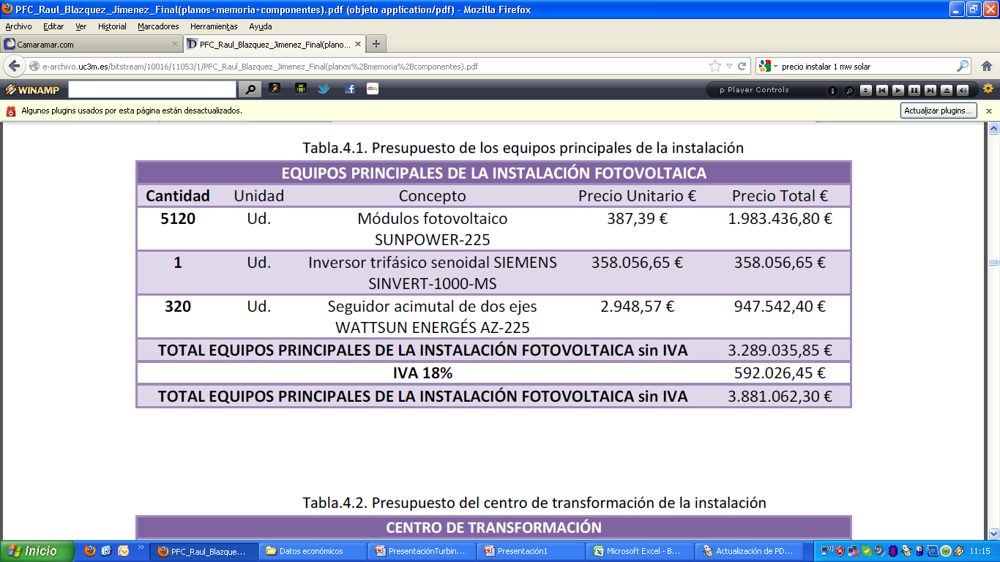 PFC_Raul_Blazquez_Jimenez_Final(planos+memoria+componentes).pdf (objeto application/pdf) - Mozilla Firefox
Archivo Editar Ver Historial Marcadores Herramientas Ayuda
Camaramar.com PFC_Raul_Blazquez_Jimenez_Final(plano...
e-archivo.uc3m.es/bitstream/10016/11053/1/PFC_Raul_Blazquez_Jimenez_Final(planos%2Bmemoria%2Bcomponentes).pdf precio instalar 1 mw solar
WINAMP ebay p Player Controls
Algunos plugins usados por esta página están desactualizados. Actualizar plugins...
Tabla.4.1. Presupuesto de los equipos principales de la instalación
EQUIPOS PRINCIPALES DE LA INSTALACIÓN FOTOVOLTAICA
Cantidad Unidad Concepto Precio Unitario € Precio Total €
5120 Ud. Módulos fotovoltaico 387,39 € 1.983.436,80 €
SUNPOWER-225
1 Ud. Inversor trifásico senoidal SIEMENS 358.056,65 € 358.056,65 €
SINVERT-1000-MS
320 Ud. Seguidor acimutal de dos ejes 2.948,57 € 947.542,40 €
WATTSUN ENERGÉS AZ-225
TOTAL EQUIPOS PRINCIPALES DE LA INSTALACIÓN FOTOVOLTAICA sin IVA 3.289.035,85 €
IVA 18% 592.026,45 €
TOTAL EQUIPOS PRINCIPALES DE LA INSTALACIÓN FOTOVOLTAICA sin IVA 3.881.062,30 €
Tabla.4.2. Presupuesto del centro de transformación de la instalación
CENTRO DE TRANSFORMACIÓN
Inicio PFC_Raul_Blazque... Datos económicos PresentaciónTurbin... Presentación1 Microsoft Excel - B... Actualización de PD... 11:15